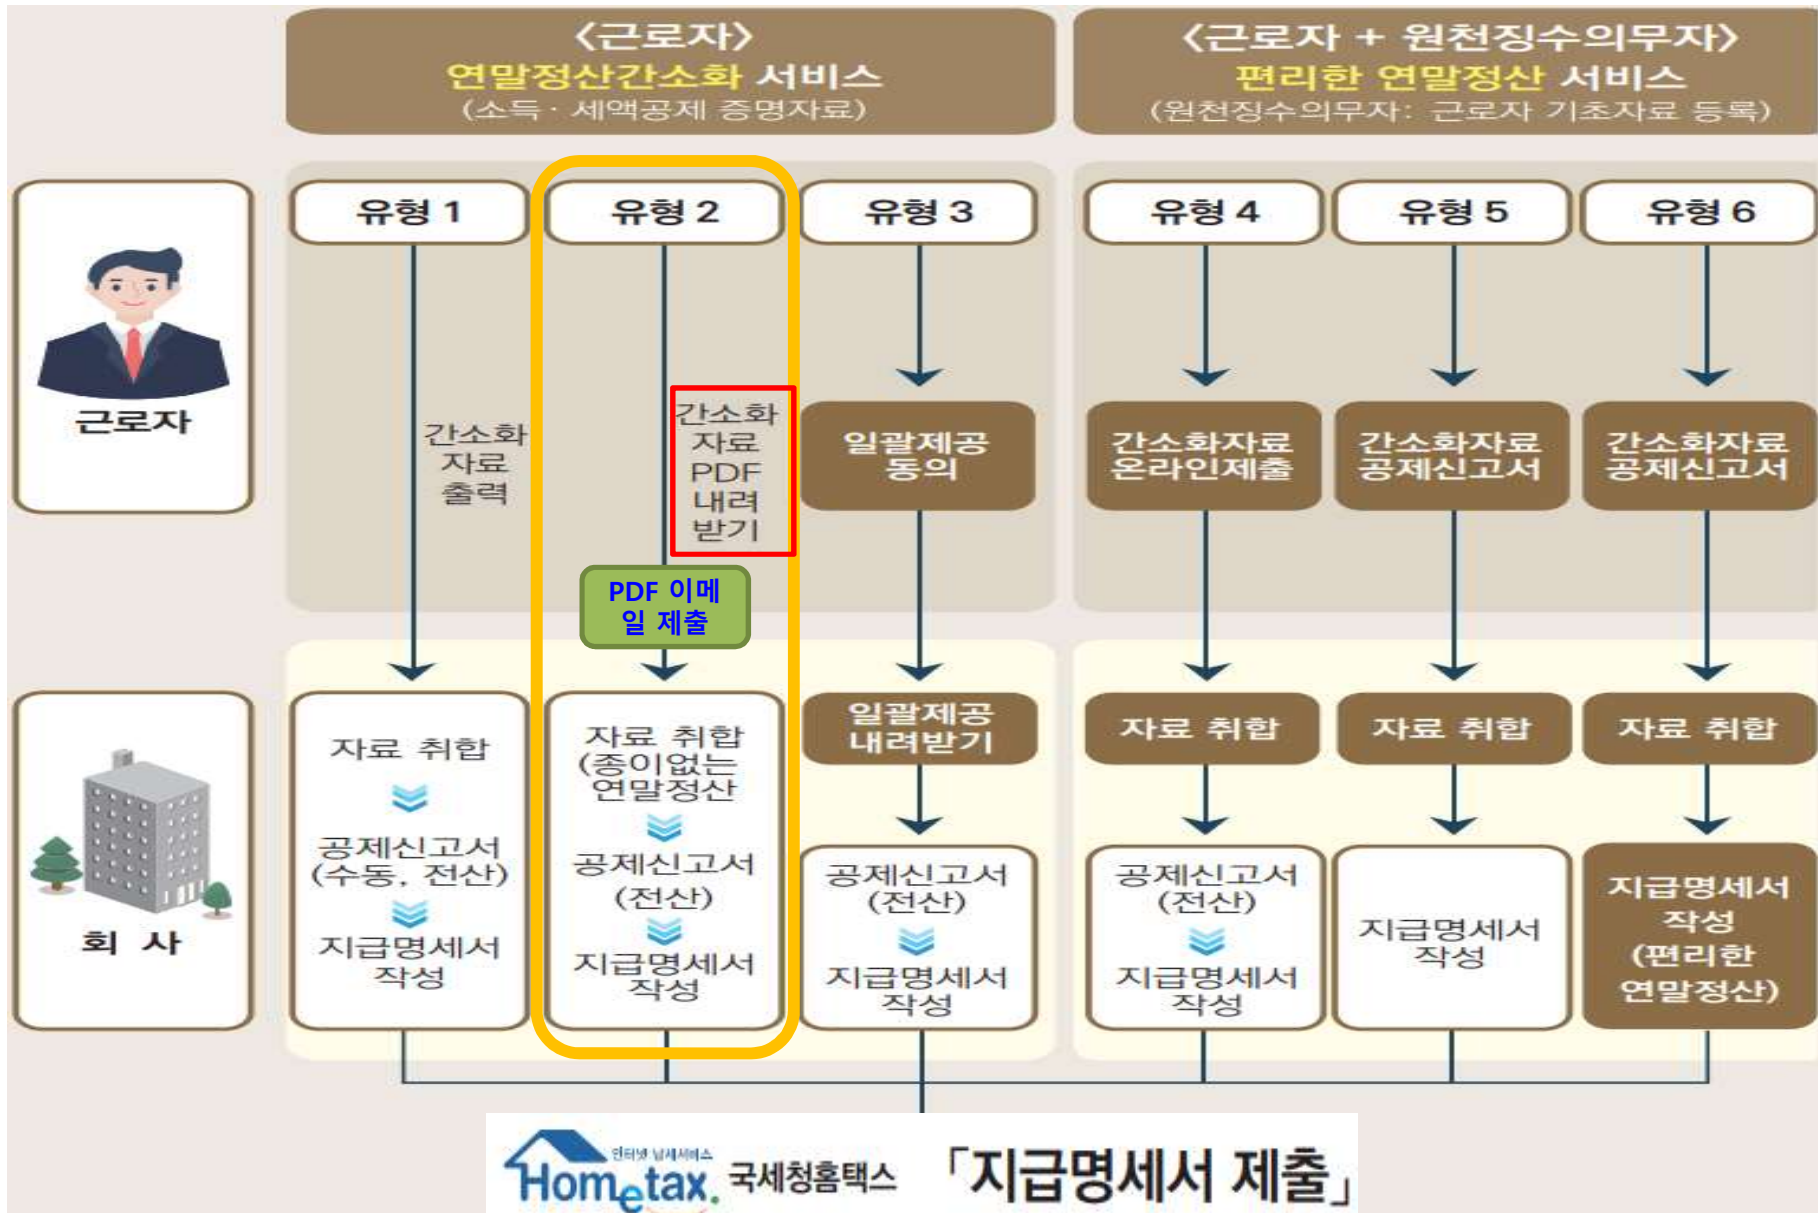 〈근로자〉
연말정산간소화 서비스
(소득· 세액공제 증명자료)
〈근로자 + 원천징수의무자〉
편리한 연말정산 서비스
(원천징수의무자: 근로자 기초자료 등록)
유형 1
유형 2
유형 3
유형 4
유형 5
유형 6
근로자
간소화
자료
출력
간소화
자료
PDF
내려
받기
PDF 이메
일 제출
일괄제공
동의
간소화자료
온라인제출
간소화자료
공제신고서
간소화자료
공제신고서
회 사
자료 취합
공제신고서
(수동, 전산)
지급명세서
작성
자료 취합
(종이없는
연말정산
공제신고서
(전산)
지급명세서
작성
일괄제공
내려받기
공제신고서
(전산)
지급명세서
작성
자료 취합
공제신고서
(전산)
지급명세서
작성
자료 취합
지급명세서
작성
자료 취합
지급명세서
작성
(편리한
연말정산)
인터넷 납세서비스
Hometax.
국세청홈택스
「지급명세서 제출」